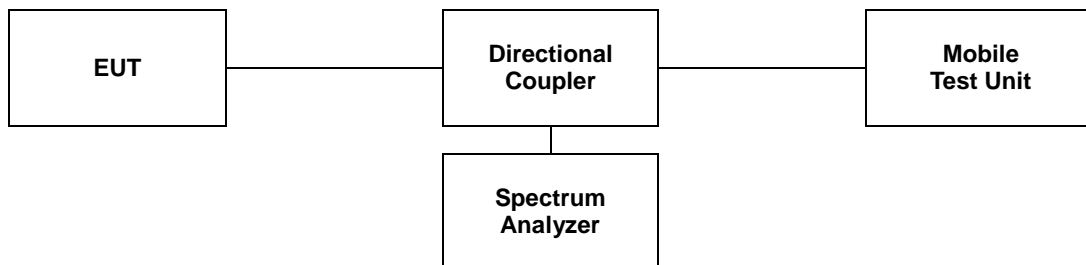 EUT
Directional
Coupler
Mobile
Test Unit
Spectrum
Analyzer